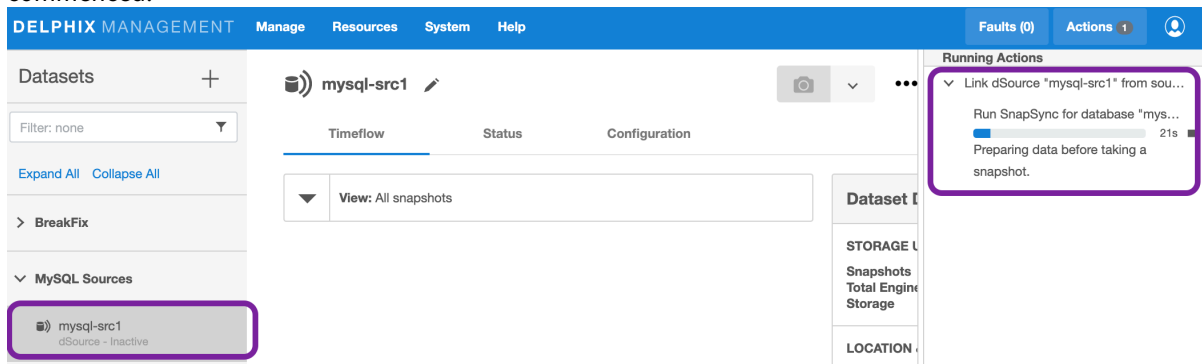 DELPHIX MANAGEMENT Manage Resources System Help Faults (0) Actions 1
Datasets
Filter: none
Expand All Collapse All
BreakFix
MySQL Sources
mysql-src1
dSource - Inactive
mysql-src1
Timeflow Status Configuration
View: All snapshots
Dataset
STORAGE
Snapshots
Total Engine
Storage
LOCATION
Running Actions
Link dSource "mysql-src1" from sou...
Run SnapSync for database "mys...
21s
Preparing data before taking a
snapshot.